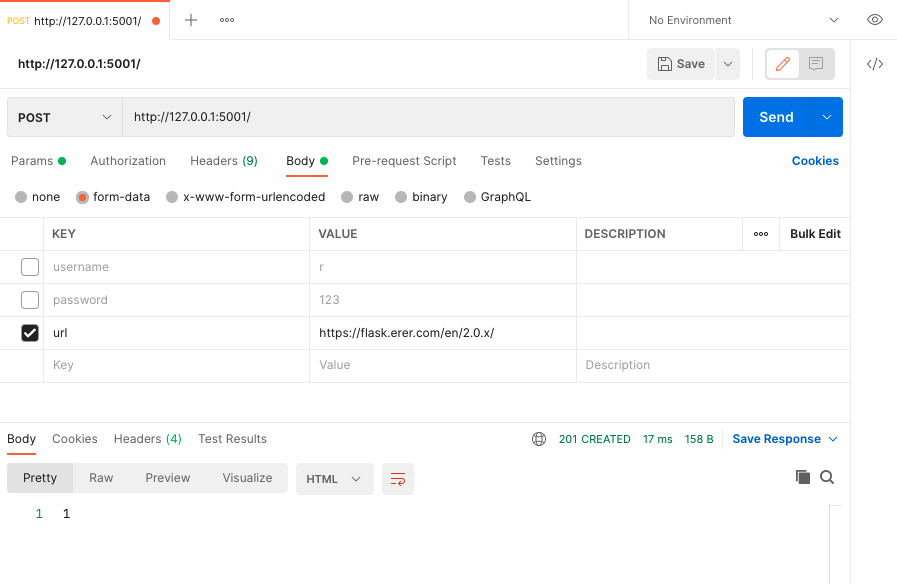 POST http://127.0.0.1:5001/
No Environment
http://127.0.0.1:5001/
Save
POST http://127.0.0.1:5001/ Send
Params Authorization Headers (9) Body Pre-request Script Tests Settings Cookies
none form-data x-www-form-urlencoded raw binary GraphQL
KEY VALUE DESCRIPTION Bulk Edit
username r
password 123
url https://flask.erer.com/en/2.0.x/
Key Value Description
Body Cookies Headers (4) Test Results 201 CREATED 17 ms 158 B Save Response
Pretty Raw Preview Visualize HTML
1 1